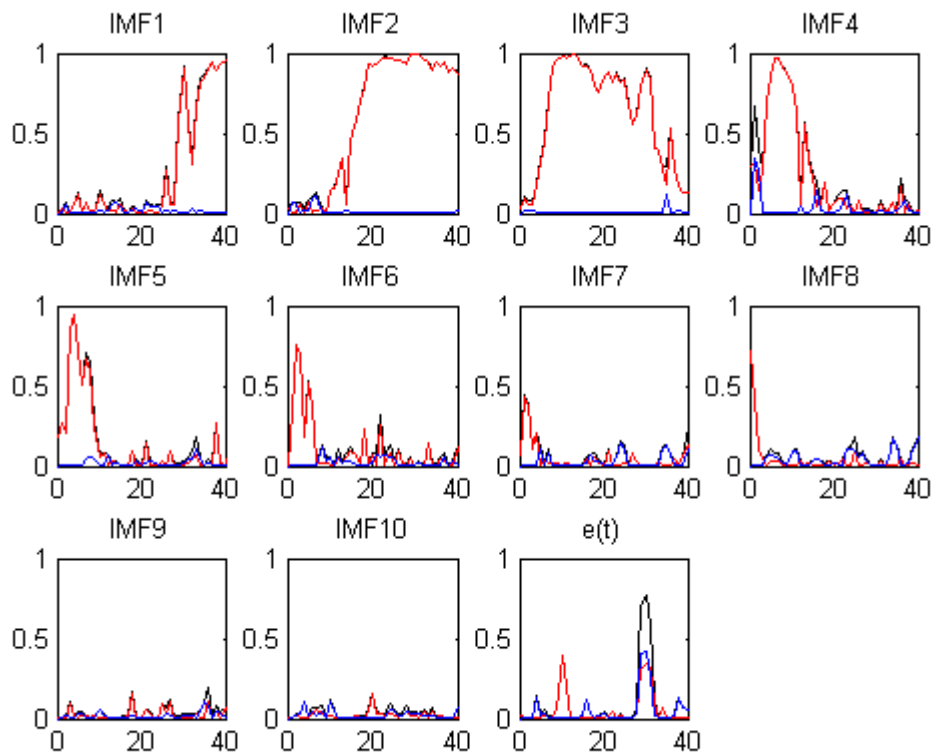 IMF1 IMF2 IMF3 IMF4
1 1 1 1
0.5 0.5 0.5 0.5
0 0 0 0
0 20 40 0 20 40 0 20 40 0 20 40
IMF5 IMF6 IMF7 IMF8
1 1 1 1
0.5 0.5 0.5 0.5
0 0 0 0
0 20 40 0 20 40 0 20 40 0 20 40
IMF9 IMF10 e(t)
1 1 1
0.5 0.5 0.5
0 0 0
0 20 40 0 20 40 0 20 40